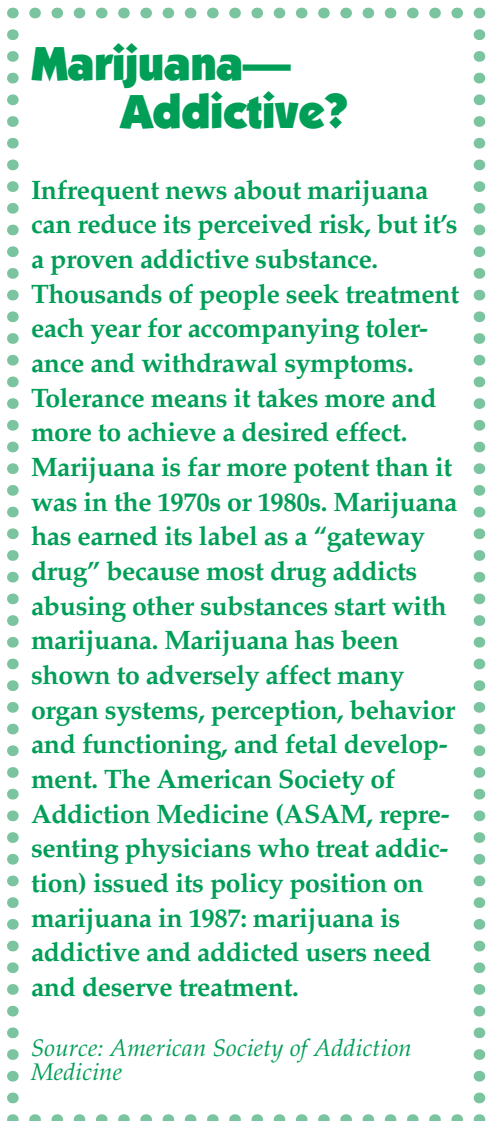 Marijuana—
Addictive?
Infrequent news about marijuana
can reduce its perceived risk, but it’s
a proven addictive substance.
Thousands of people seek treatment
each year for accompanying toler-
ance and withdrawal symptoms.
Tolerance means it takes more and
more to achieve a desired effect.
Marijuana is far more potent than it
was in the 1970s or 1980s. Marijuana
has earned its label as a “gateway
drug” because most drug addicts
abusing other substances start with
marijuana. Marijuana has been
shown to adversely affect many
organ systems, perception, behavior
and functioning, and fetal develop-
ment. The American Society of
Addiction Medicine (ASAM, repre-
senting physicians who treat addic-
tion) issued its policy position on
marijuana in 1987: marijuana is
addictive and addicted users need
and deserve treatment.
Source: American Society of Addiction
Medicine